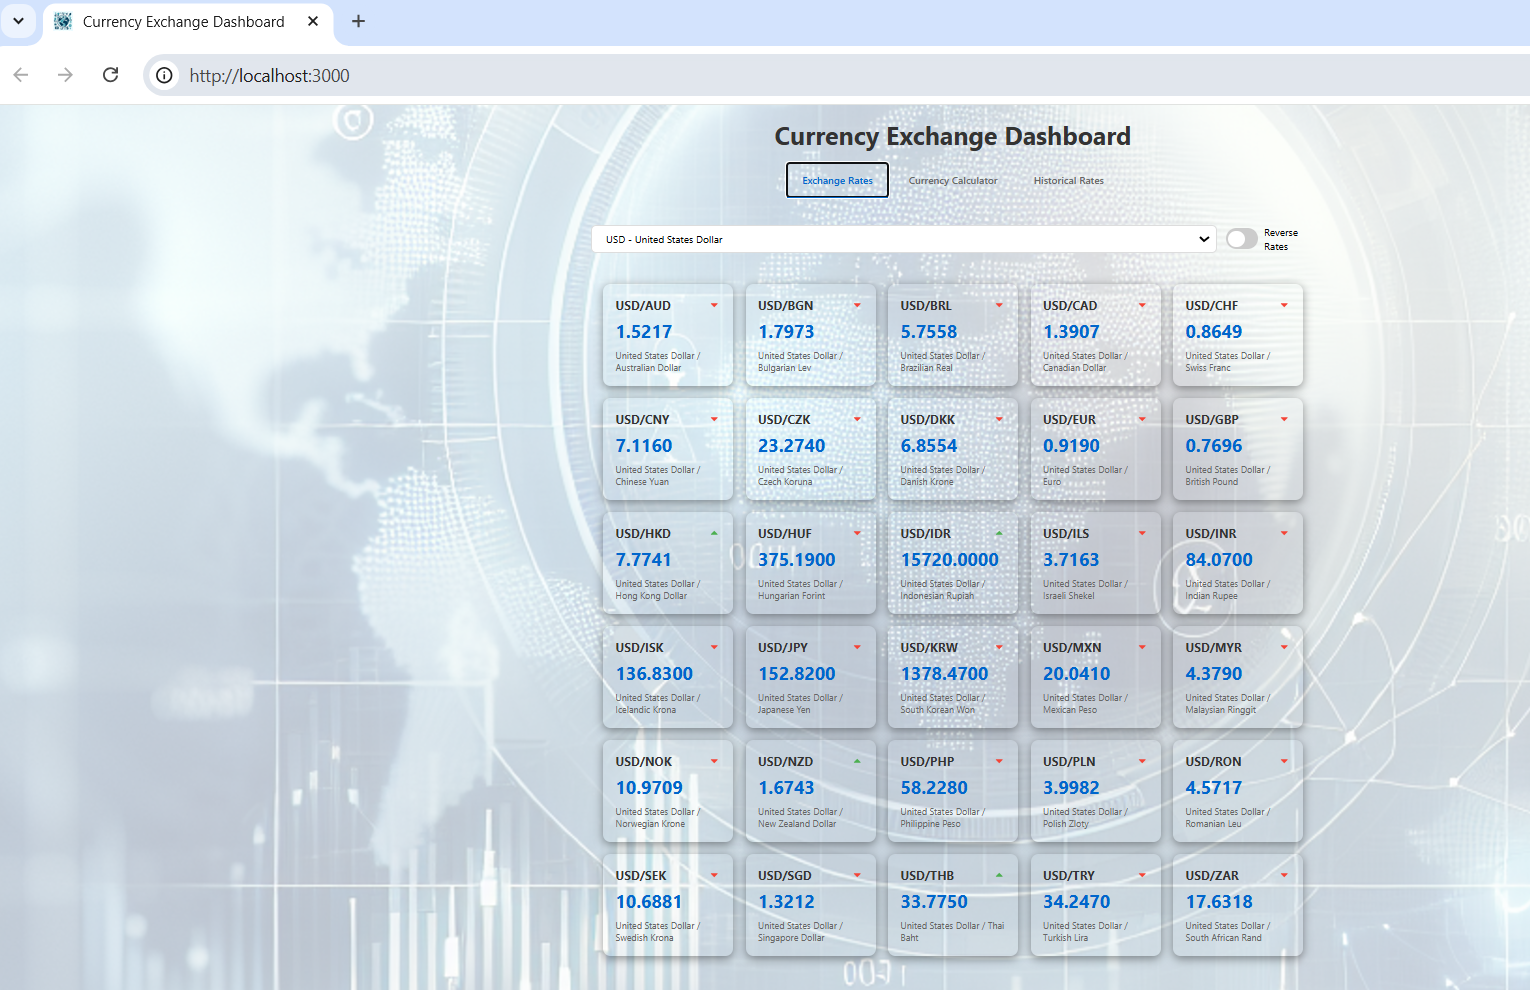 Currency Exchange Dashboard
http://localhost:3000
Currency Exchange Dashboard
Exchange Rates
Currency Calculator
Historical Rates
USD - United States Dollar
Reverse
Rates
USD/AUD
1.5217
United States Dollar /
Australian Dollar
USD/BGN
1.7973
United States Dollar /
Bulgarian Lev
USD/BRL
5.7558
United States Dollar /
Brazilian Real
USD/CAD
1.3907
United States Dollar /
Canadian Dollar
USD/CHF
0.8649
United States Dollar /
Swiss Franc
USD/CNY
7.1160
United States Dollar /
Chinese Yuan
USD/CZK
23.2740
United States Dollar /
Czech Koruna
USD/DKK
6.8554
United States Dollar /
Danish Krone
USD/EUR
0.9190
United States Dollar /
Euro
USD/GBP
0.7696
United States Dollar /
British Pound
USD/HKD
7.7741
United States Dollar /
Hong Kong Dollar
USD/HUF
375.1900
United States Dollar /
Hungarian Forint
USD/IDR
15720.0000
United States Dollar /
Indonesian Rupiah
USD/ILS
3.7163
United States Dollar /
Israeli Shekel
USD/INR
84.0700
United States Dollar /
Indian Rupee
USD/ISK
136.8300
United States Dollar /
Icelandic Krona
USD/JPY
152.8200
United States Dollar /
Japanese Yen
USD/KRW
1378.4700
United States Dollar /
South Korean Won
USD/MXN
20.0410
United States Dollar /
Mexican Peso
USD/MYR
4.3790
United States Dollar /
Malaysian Ringgit
USD/NOK
10.9709
United States Dollar /
Norwegian Krone
USD/NZD
1.6743
United States Dollar /
New Zealand Dollar
USD/PHP
58.2280
United States Dollar /
Philippine Peso
USD/PLN
3.9982
United States Dollar /
Polish Zloty
USD/RON
4.5717
United States Dollar /
Romanian Leu
USD/SEK
10.6881
United States Dollar /
Swedish Krona
USD/SGD
1.3212
United States Dollar /
Singapore Dollar
USD/THB
33.7750
United States Dollar / Thai
Baht
USD/TRY
34.2470
United States Dollar /
Turkish Lira
USD/ZAR
17.6318
United States Dollar /
South African Rand